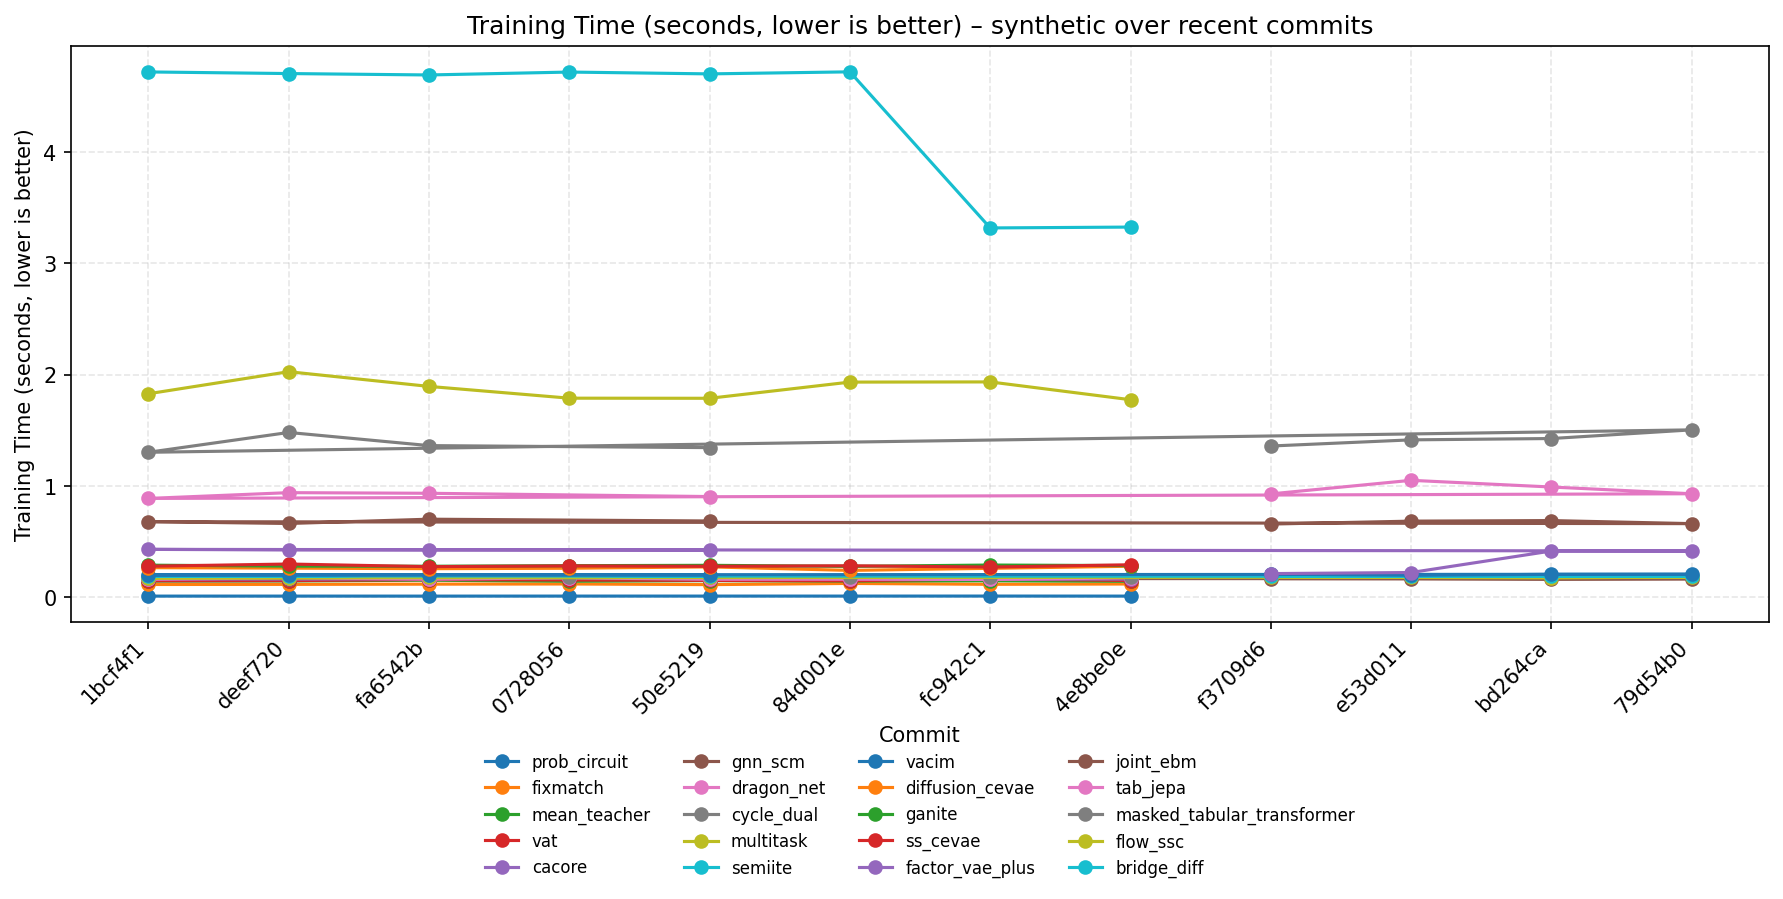 Training Time (seconds, lower is better) – synthetic over recent commits
Training Time (seconds, lower is better)
4
3
2
1
0
1bcf4f1
deef720
fa6542b
0728056
50e5219
84d001e
fc942c1
4e8be0e
f3709d6
e53d011
bd264ca
79d54b0
Commit
prob_circuit
fixmatch
mean_teacher
vat
cacore
gnn_scm
dragon_net
cycle_dual
multitask
semiite
vacim
diffusion_cevae
ganite
ss_cevae
factor_vae_plus
joint_ebm
tab_jepa
masked_tabular_transformer
flow_ssc
bridge_diff